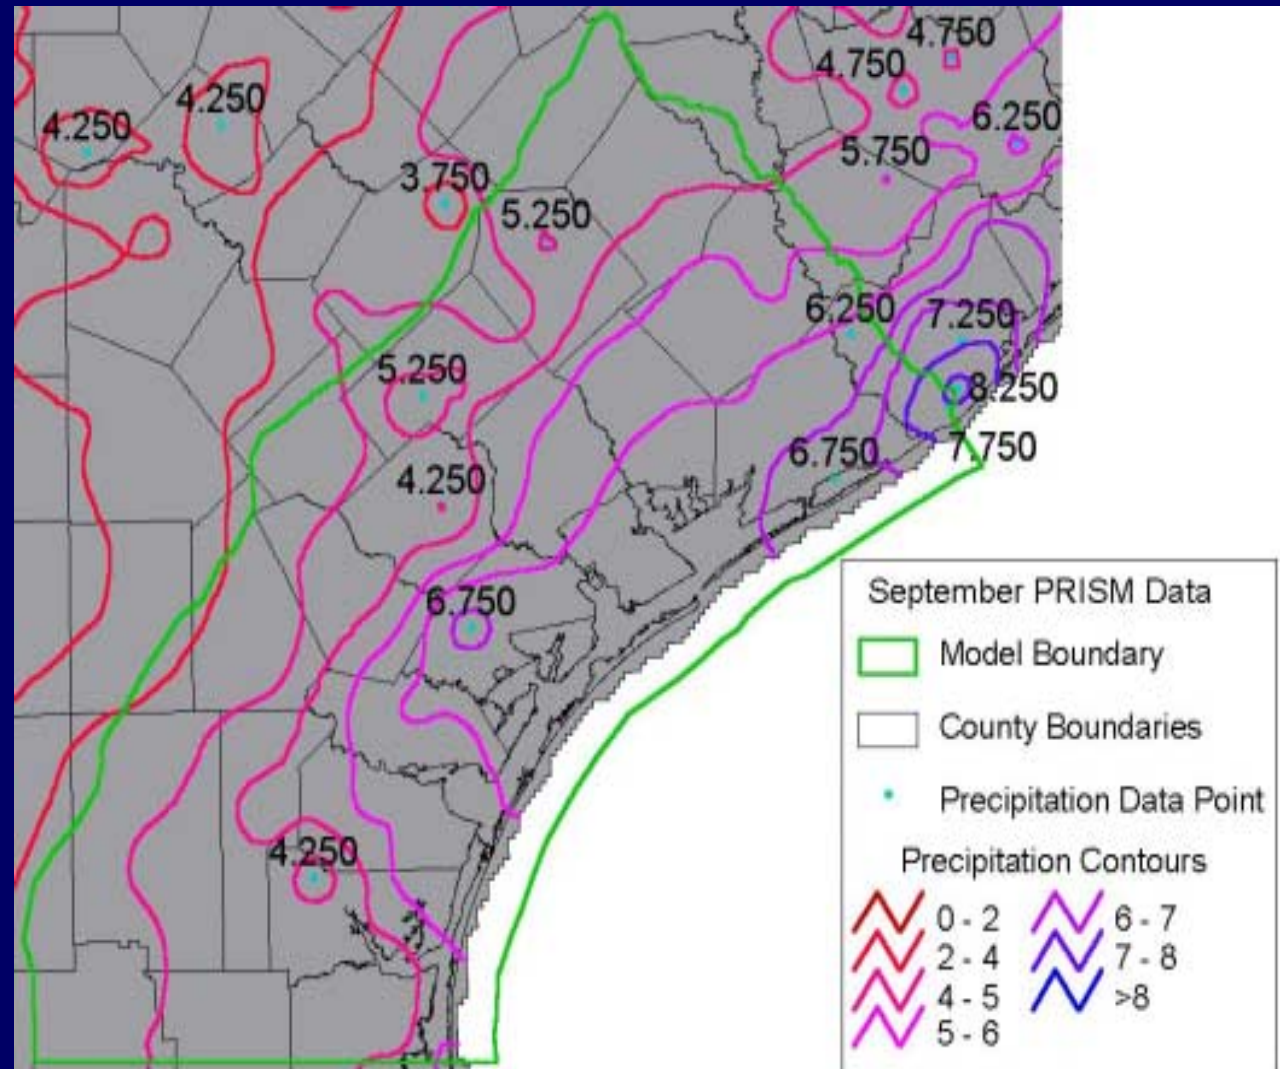 4.750
4.750
4.250
4.250
6.250
5.750
3.750
5.250
6.250
7.250
5.250
8.250
7.750
6.750
4.250
6.750
4.250
September PRISM Data
Model Boundary
County Boundaries
Precipitation Data Point
Precipitation Contours
0 - 2
2 - 4
4 - 5
5 - 6
6 - 7
7 - 8
>8